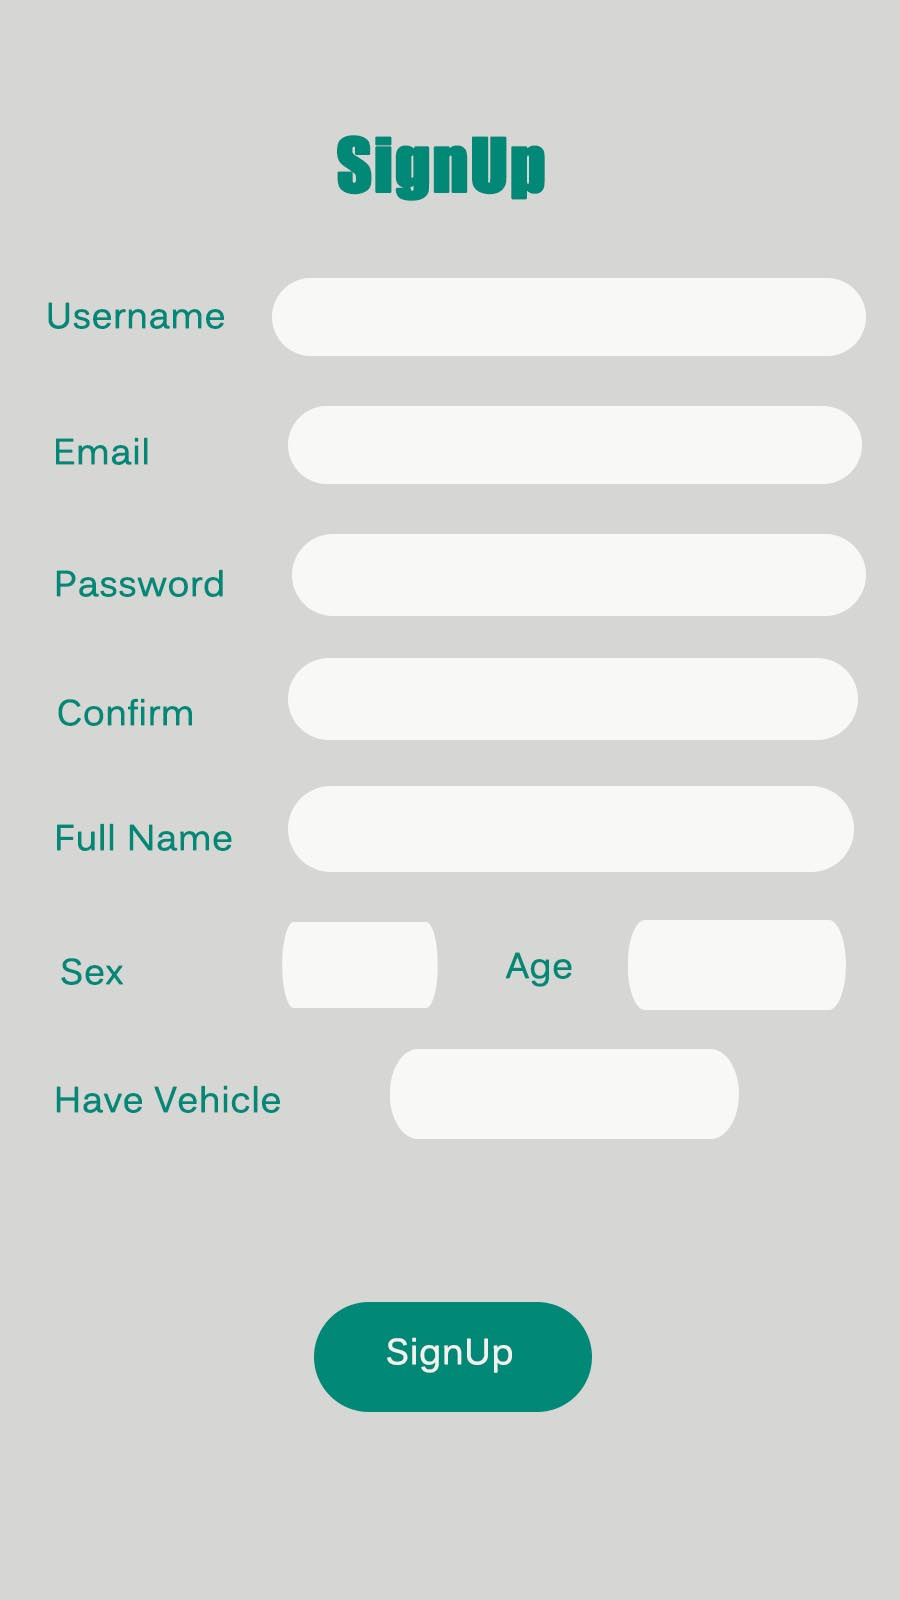 SignUp
Username
Email
Password
Confirm
Full Name
Sex Age
Have Vehicle
SignUp